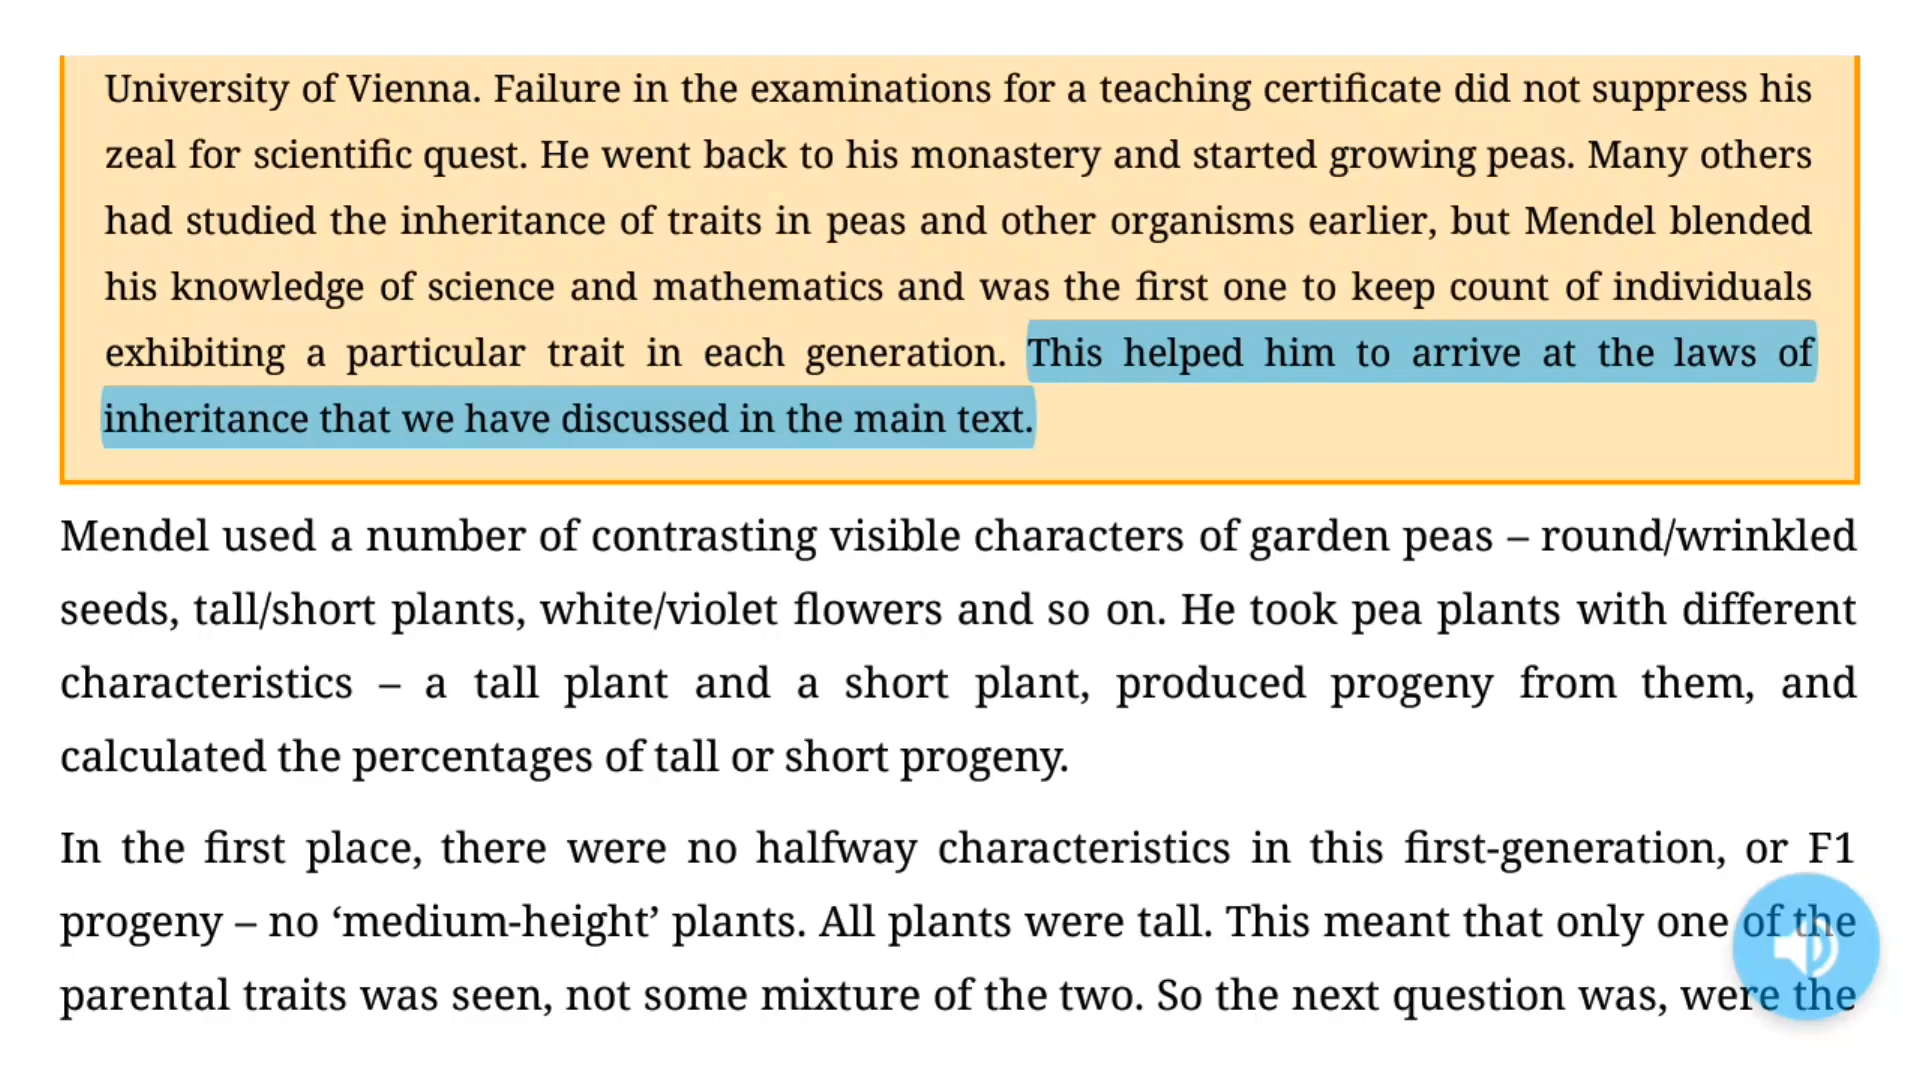 University of Vienna. Failure in the examinations for a teaching certificate did not suppress his
zeal for scientific quest. He went back to his monastery and started growing peas. Many others
had studied the inheritance of traits in peas and other organisms earlier, but Mendel blended
his knowledge of science and mathematics and was the first one to keep count of individuals
exhibiting a particular trait in each generation. This helped him to arrive at the laws of
inheritance that we have discussed in the main text.
Mendel used a number of contrasting visible characters of garden peas – round/wrinkled
seeds, tall/short plants, white/violet flowers and so on. He took pea plants with different
characteristics – a tall plant and a short plant, produced progeny from them, and
calculated the percentages of tall or short progeny.
In the first place, there were no halfway characteristics in this first-generation, or F1
progeny – no ‘medium-height’ plants. All plants were tall. This meant that only one of the
parental traits was seen, not some mixture of the two. So the next question was, were the